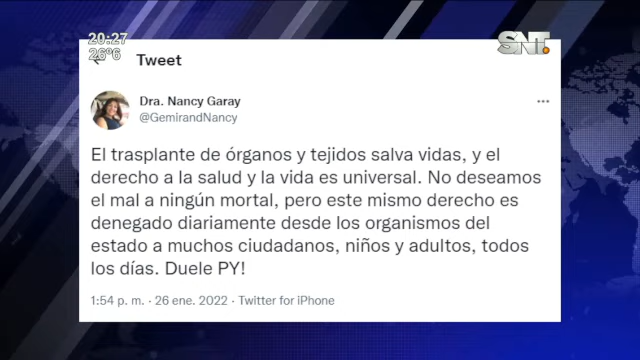 20:27
26°6
SNT
Tweet
Dra. Nancy Garay
@GemirandNancy
El trasplante de órganos y tejidos salva vidas, y el
derecho a la salud y la vida es universal. No deseamos
el mal a ningún mortal, pero este mismo derecho es
denegado diariamente desde los organismos del
estado a muchos ciudadanos, niños y adultos, todos
los días. Duele PY!
1:54 p. m. · 26 ene. 2022 · Twitter for iPhone